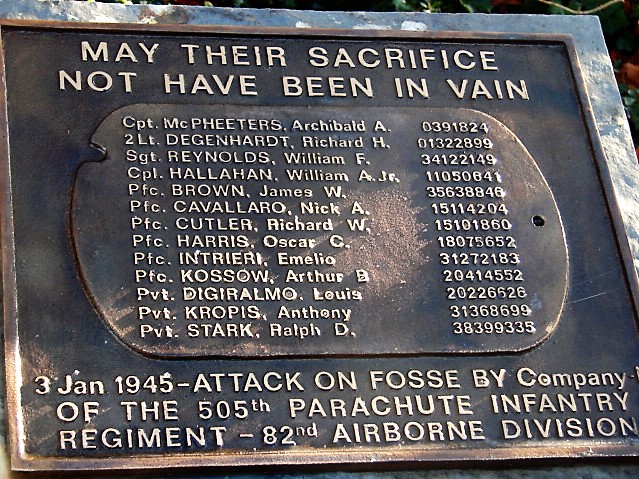 MAY THEIR SACRIFICE
NOT HAVE BEEN IN VAIN
Cpt. McPHEETERS, Archibald A. 0391824
2Lt. DEGENHARDT, Richard H. 01322899
Sgt. REYNOLDS, William F. 34122149
Cpl. HALLAHAN, William A.Jr. 11050641
Pfc. BROWN, James W. 35638846
Pfc. CAVALLARO, Nick A. 15114204
Pfc. CUTLER, Richard W. 15101860
Pfc. HARRIS, Oscar C. 18075652
Pfc. INTRIERI, Emelio 31272183
Pfc. KOSSOW, Arthur B 20414552
Pvt. DIGIRALMO, Louis 20226626
Pvt. KROPIS, Anthony 31368699
Pvt. STARK, Ralph D. 38399335
3 Jan 1945-ATTACK ON FOSSE BY Company
OF THE 505th PARACHUTE INFANTRY
REGIMENT - 82nd AIRBORNE DIVISION